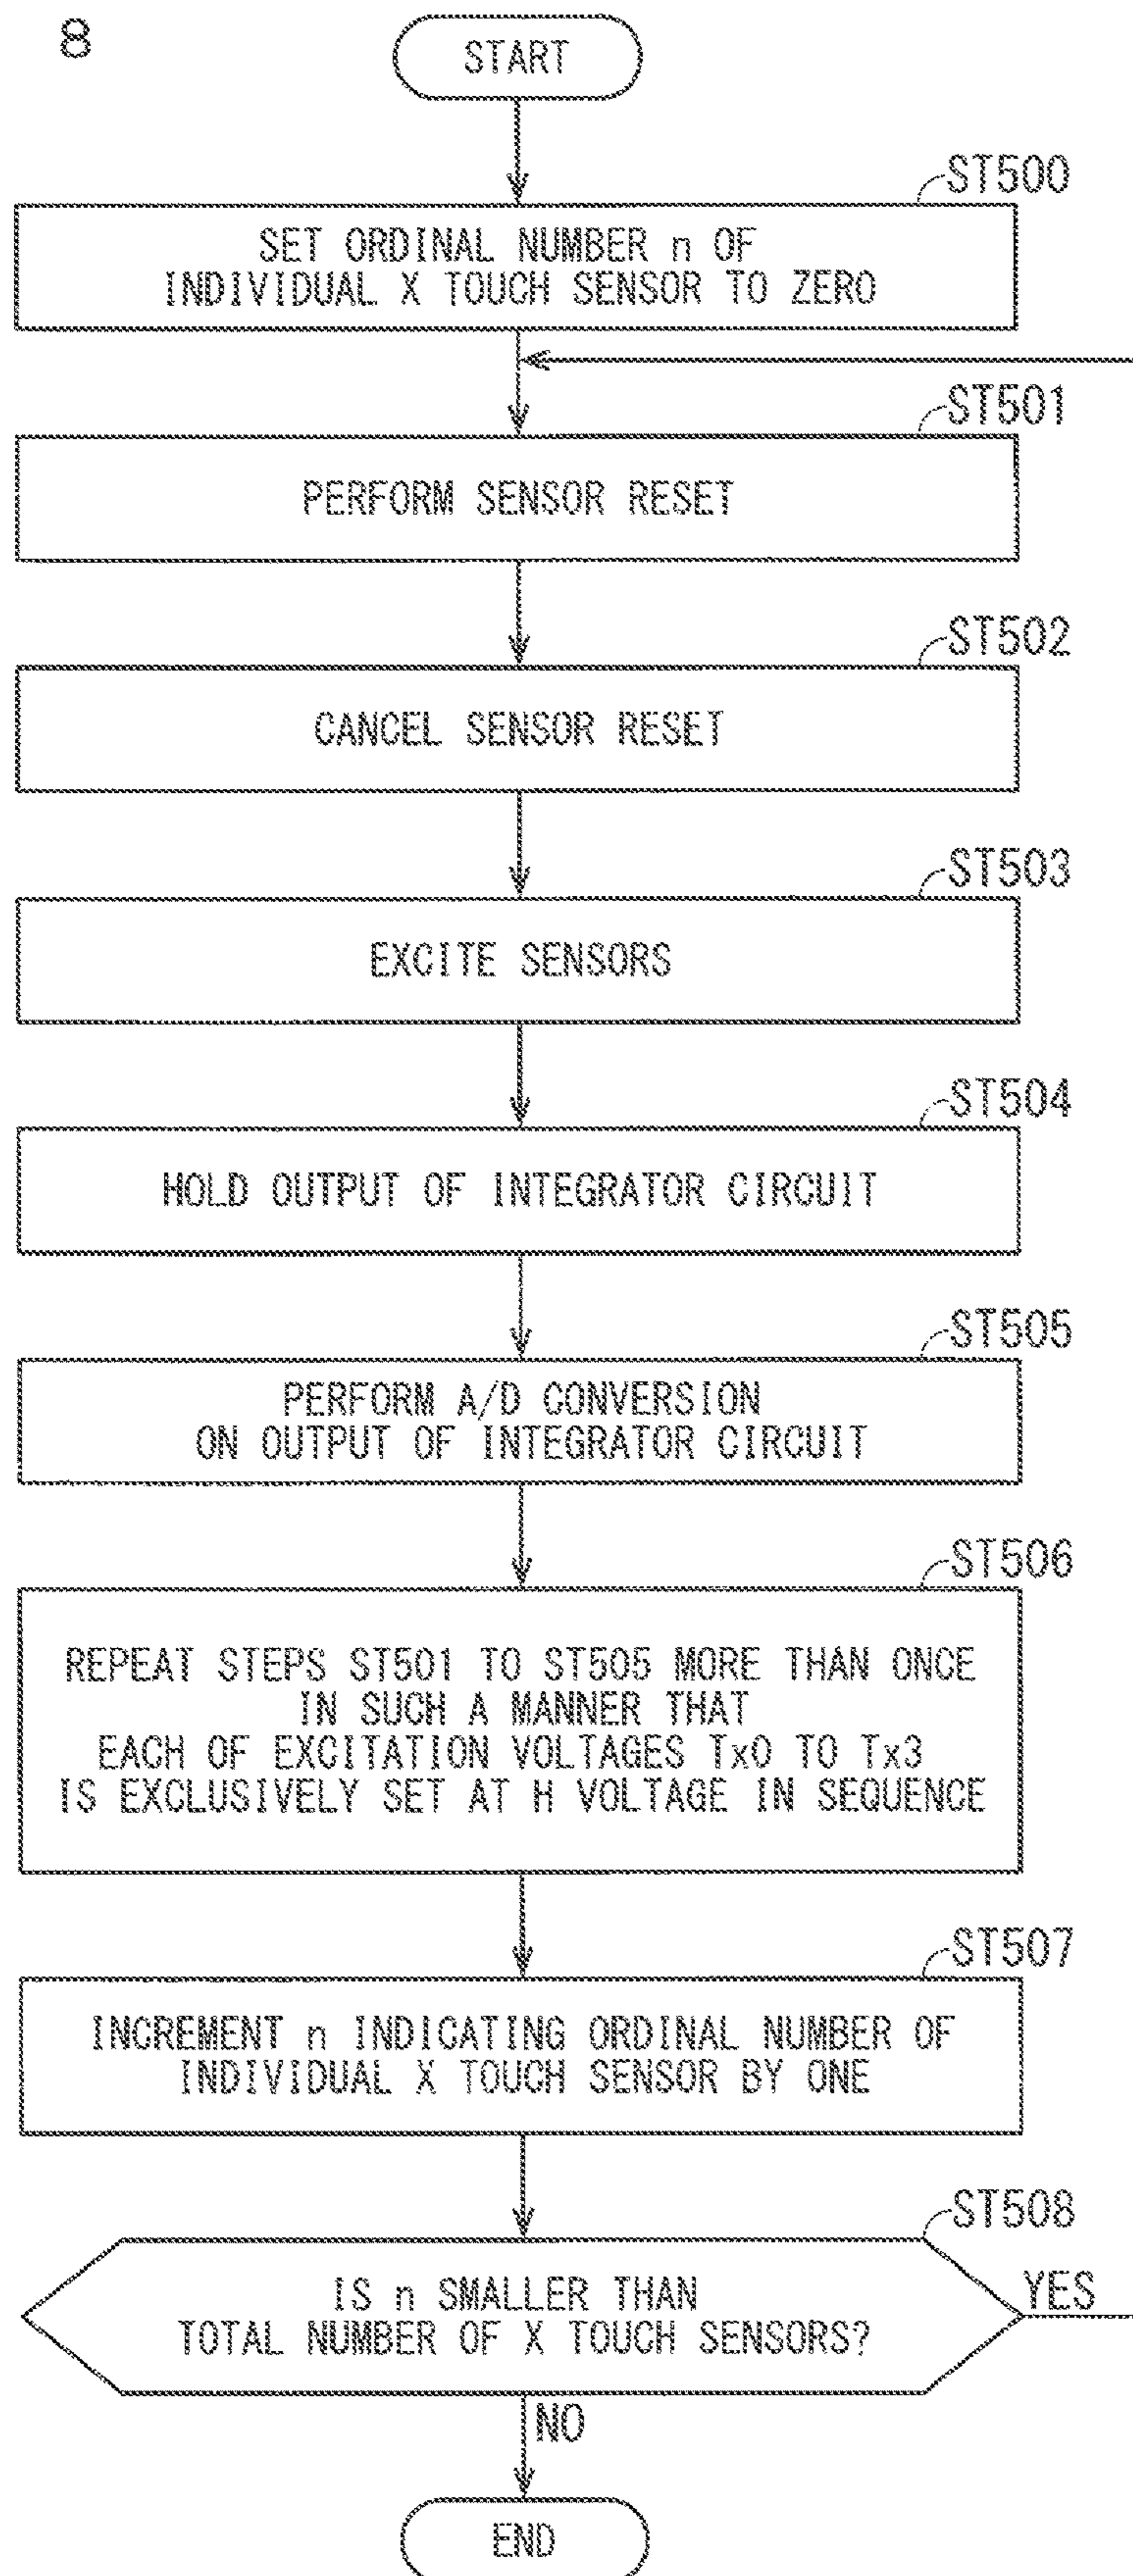 8
START
ST500
SET ORDINAL NUMBER n OF
INDIVIDUAL X TOUCH SENSOR TO ZERO
ST501
PERFORM SENSOR RESET
ST502
CANCEL SENSOR RESET
ST503
EXCITE SENSORS
ST504
HOLD OUTPUT OF INTEGRATOR CIRCUIT
ST505
PERFORM A/D CONVERSION
ON OUTPUT OF INTEGRATOR CIRCUIT
ST506
REPEAT STEPS ST501 TO ST505 MORE THAN ONCE
IN SUCH A MANNER THAT
EACH OF EXCITATION VOLTAGES Tx0 TO Tx3
IS EXCLUSIVELY SET AT H VOLTAGE IN SEQUENCE
ST507
INCREMENT n INDICATING ORDINAL NUMBER OF
INDIVIDUAL X TOUCH SENSOR BY ONE
ST508
IS n SMALLER THAN
TOTAL NUMBER OF X TOUCH SENSORS?
YES
NO
END